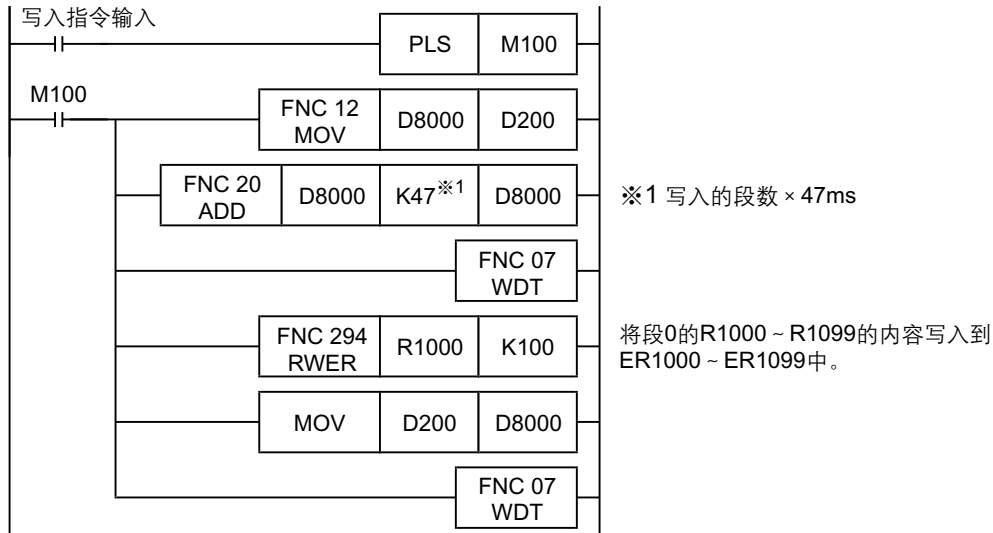 写入指令输入
PLS M100
M100
FNC 12 MOV D8000 D200
FNC 20 ADD D8000 K47※1 D8000
※1 写入的段数 × 47ms
FNC 07 WDT
FNC 294 RWER R1000 K100
将段0的R1000~R1099的内容写入到
ER1000~ER1099中。
MOV D200 D8000
FNC 07 WDT